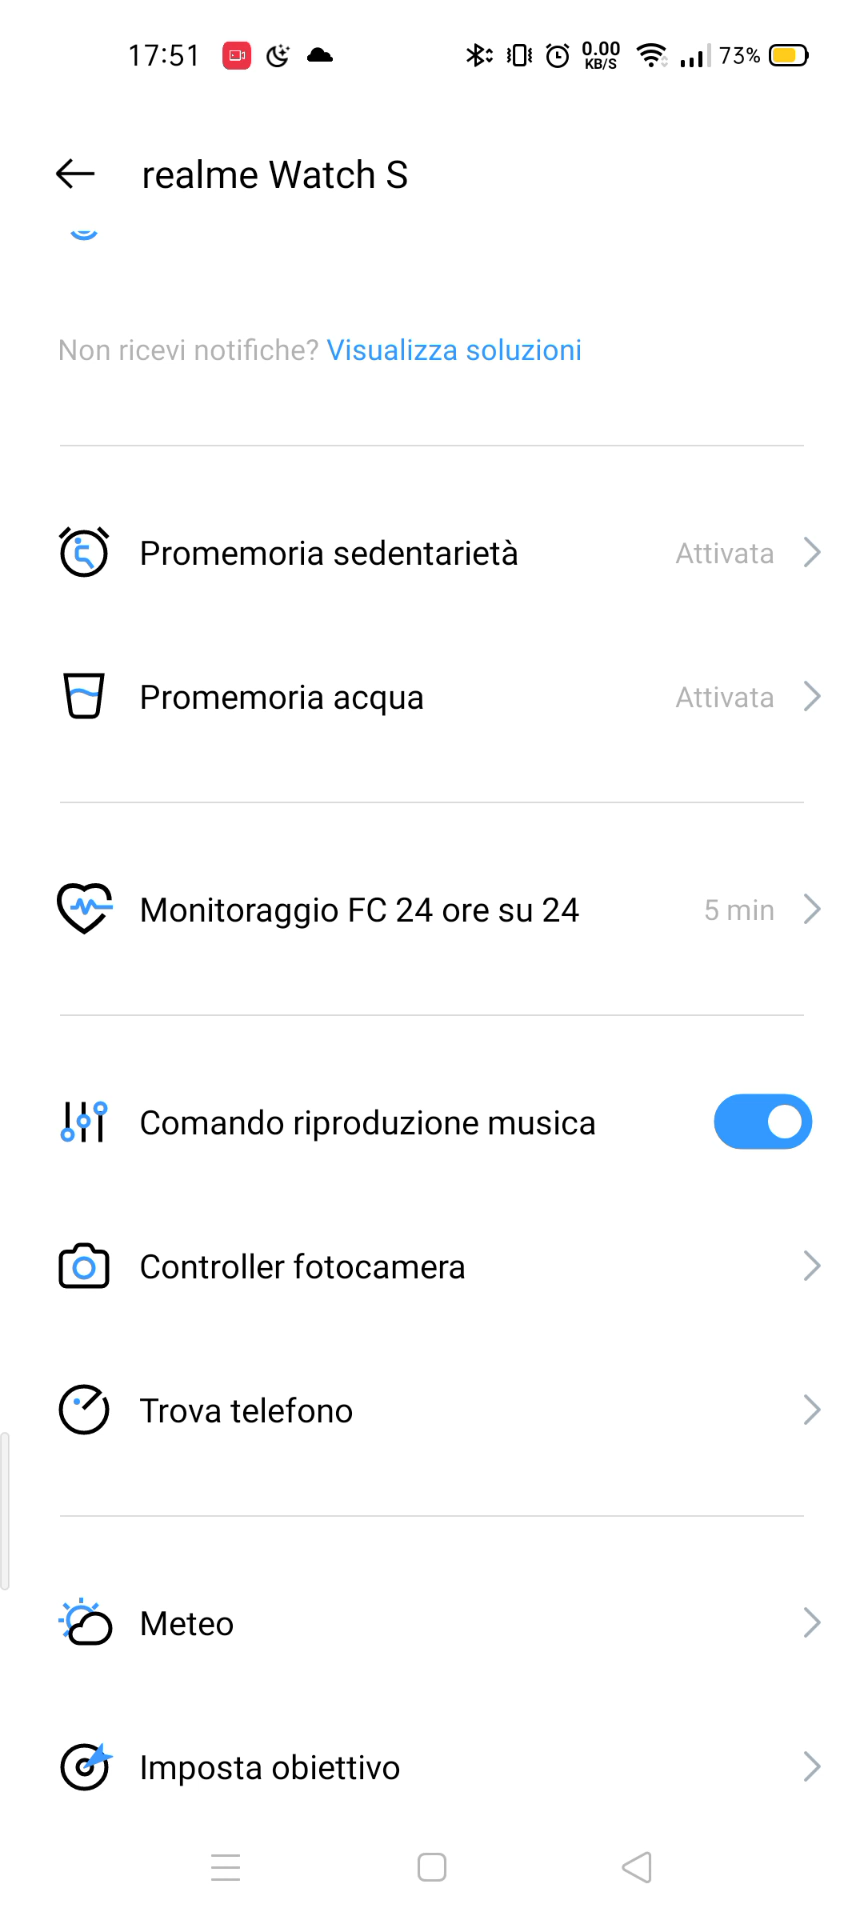 17:51 0.00 KB/S 73%
realme Watch S
Non ricevi notifiche? Visualizza soluzioni
Promemoria sedentarietà Attivata
Promemoria acqua Attivata
Monitoraggio FC 24 ore su 24 5 min
Comando riproduzione musica
Controller fotocamera
Trova telefono
Meteo
Imposta obiettivo